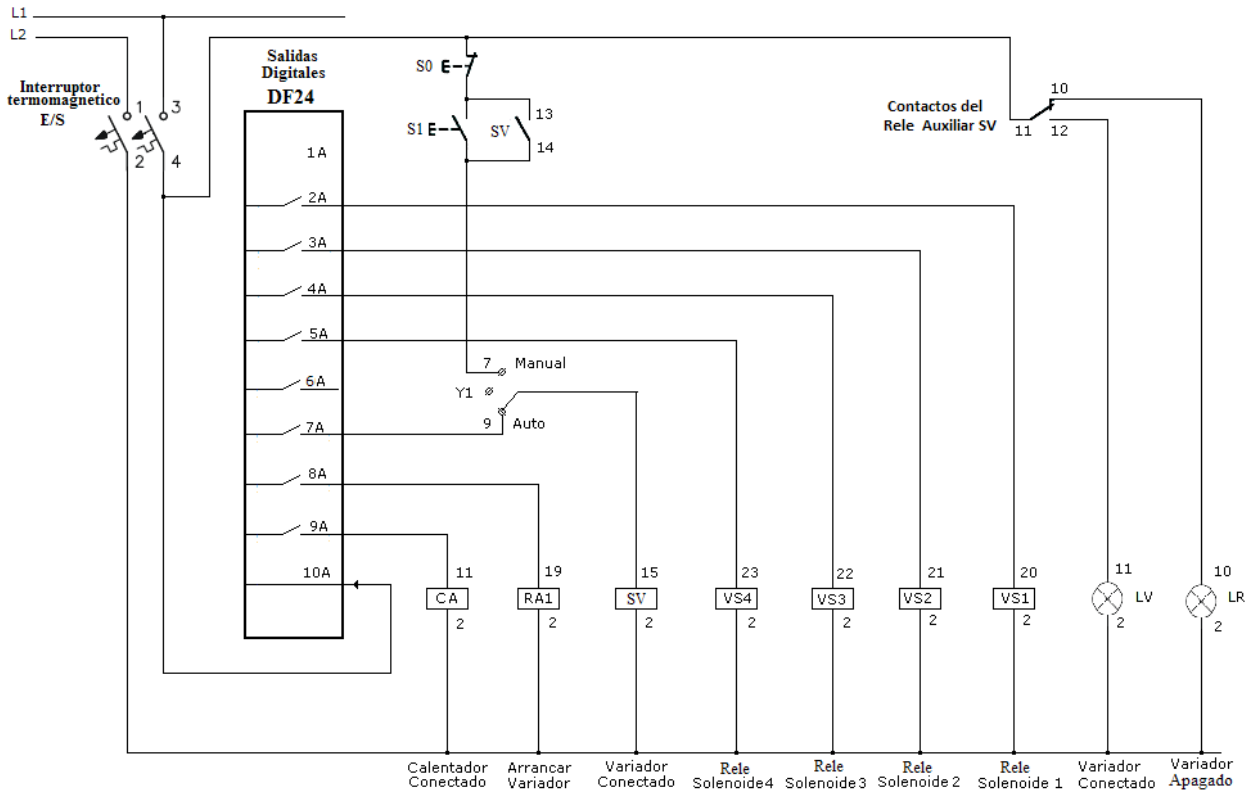 L1
L2
Salidas
Digitales
DF24
Interruptor
termomagnetico
E/S
1
3
2
4
S0
S1
SV
13
14
Contactos del
Rele Auxiliar SV
10
11
12
1A
2A
3A
4A
5A
6A
7A
8A
9A
10A
7
Manual
Y1
9
Auto
11
CA
2
19
RA1
2
15
SV
2
23
VS4
2
22
VS3
2
21
VS2
2
20
VS1
2
11
LV
2
10
LR
2
Calentador
Conectado
Arrancar
Variador
Variador
Conectado
Rele
Solenoide4
Rele
Solenoide3
Rele
Solenoide2
Rele
Solenoide 1
Variador
Conectado
Variador
Apagado